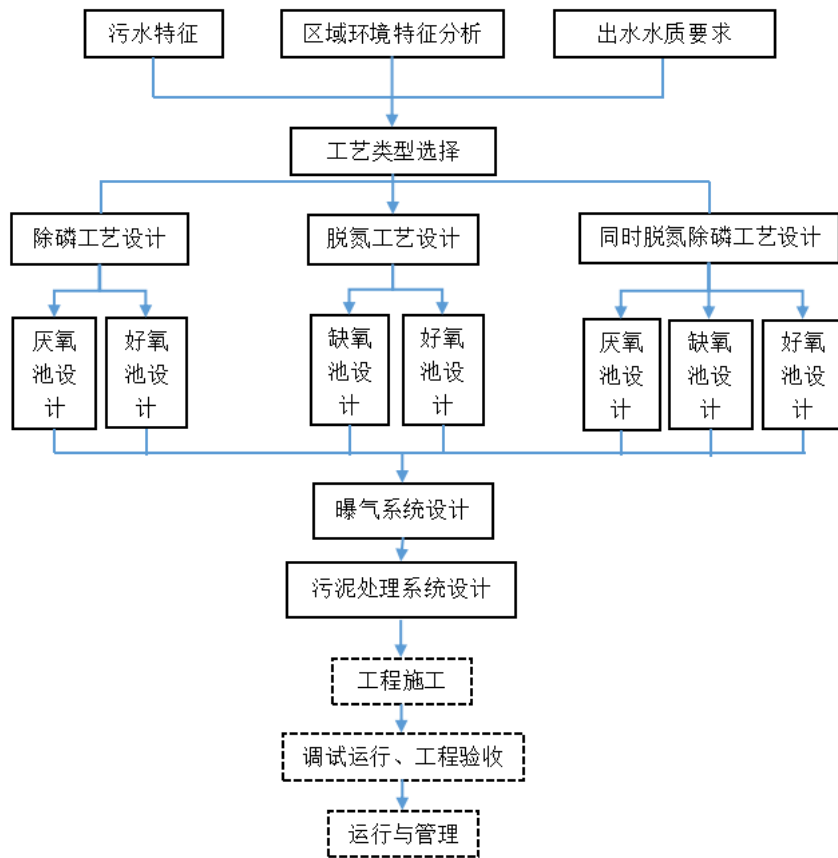 污水特征
区域环境特征分析
出水水质要求
工艺类型选择
除磷工艺设计
脱氮工艺设计
同时脱氮除磷工艺设计
厌氧
池设
计
好氧
池设
计
缺氧
池设
计
好氧
池设
计
厌氧
池设
计
缺氧
池设
计
好氧
池设
计
曝气系统设计
污泥处理系统设计
工程施工
调试运行、工程验收
运行与管理